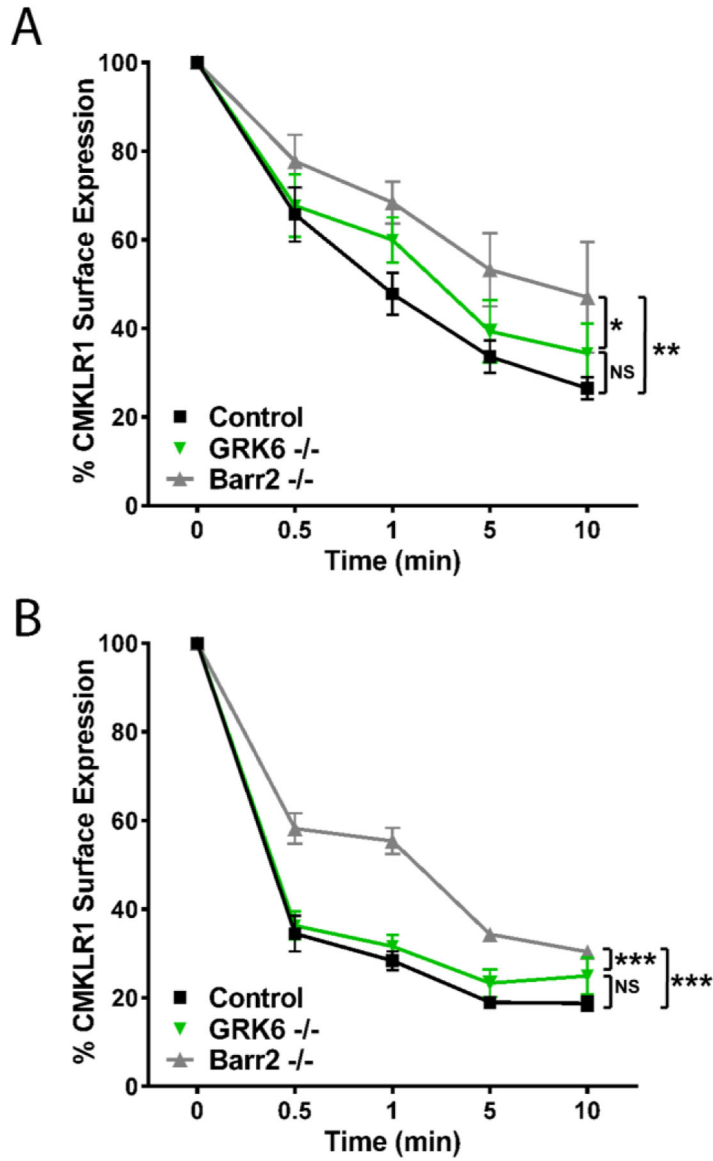 A
% CMKLR1 Surface Expression
100
80
60
40
20
0
*
**
NS
Control
GRK6 -/-
Barr2 -/-
0 0.5 1 5 10
Time (min)
B
% CMKLR1 Surface Expression
100
80
60
40
20
0
***
***
NS
Control
GRK6 -/-
Barr2 -/-
0 0.5 1 5 10
Time (min)